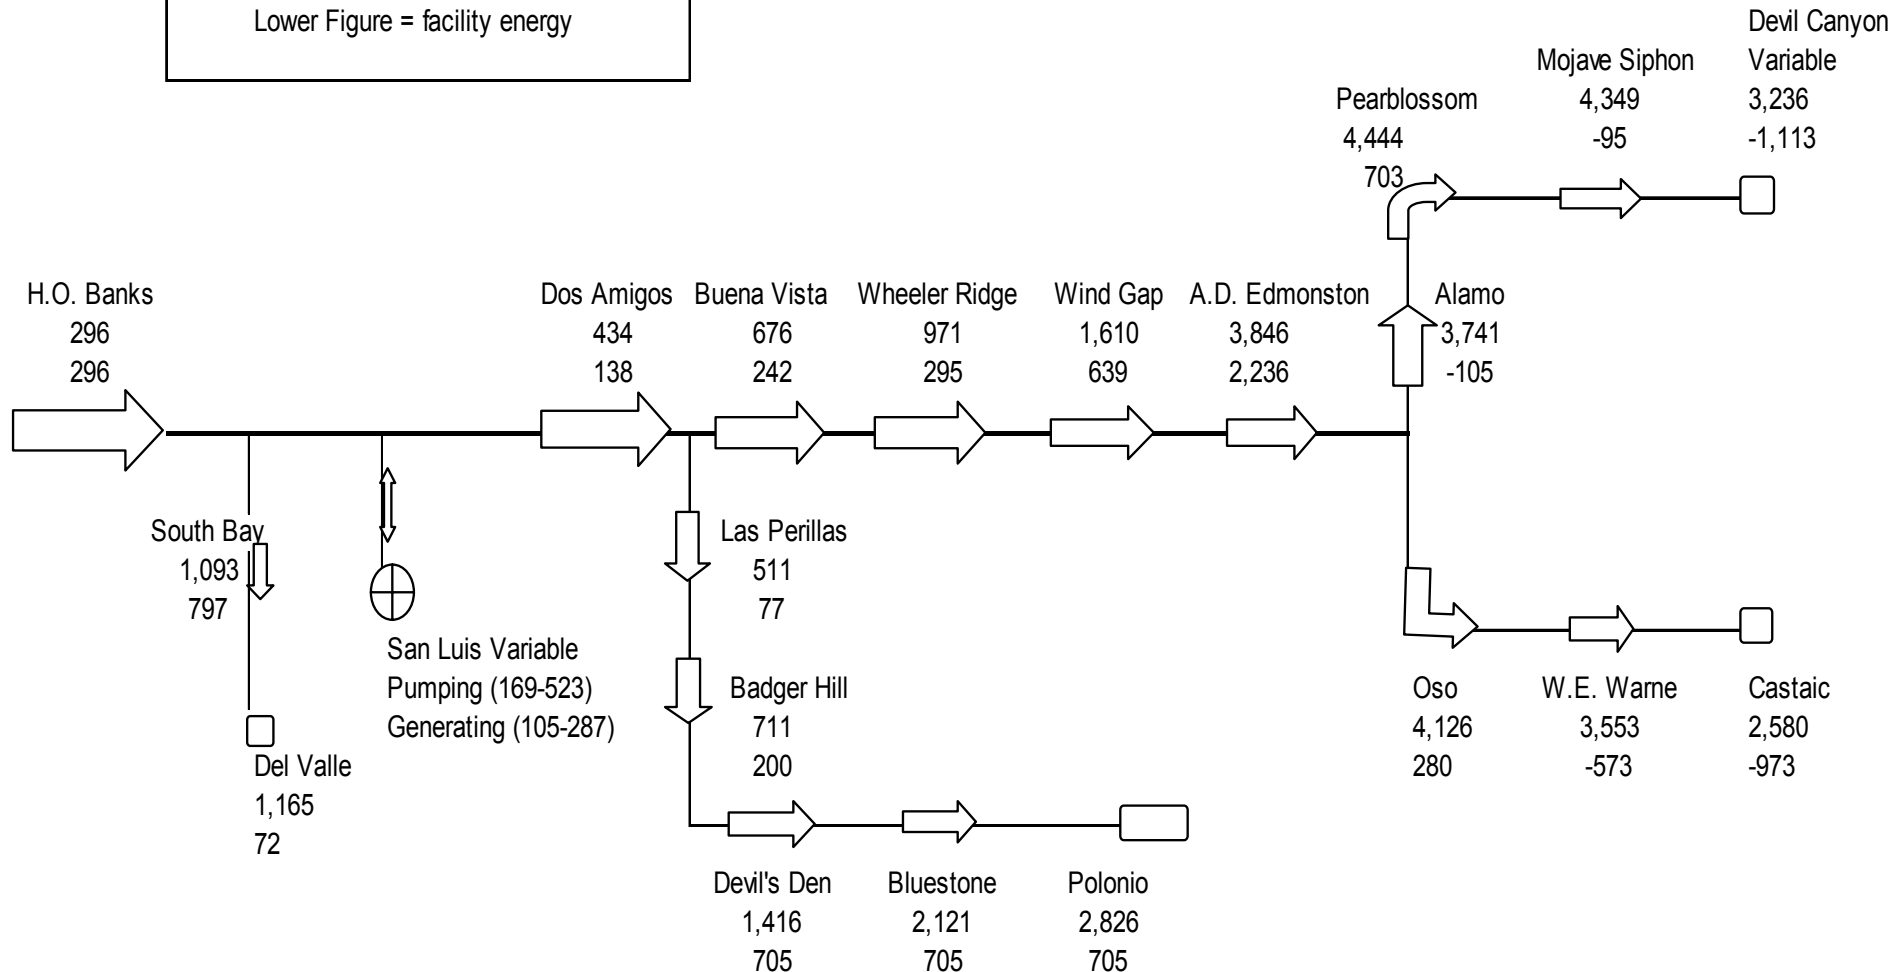 Lower Figure = facility energy
Devil Canyon
Variable
3,236
-1,113
Mojave Siphon
4,349
-95
Pearblossom
4,444
703
H.O. Banks
296
296
Dos Amigos
434
138
Buena Vista
676
242
Wheeler Ridge
971
295
Wind Gap
1,610
639
A.D. Edmonston
3,846
2,236
Alamo
3,741
-105
South Bay
1,093
797
Del Valle
1,165
72
San Luis Variable
Pumping (169-523)
Generating (105-287)
Las Perillas
511
77
Badger Hill
711
200
Devil's Den
1,416
705
Bluestone
2,121
705
Polonio
2,826
705
Oso
4,126
280
W.E. Warne
3,553
-573
Castaic
2,580
-973